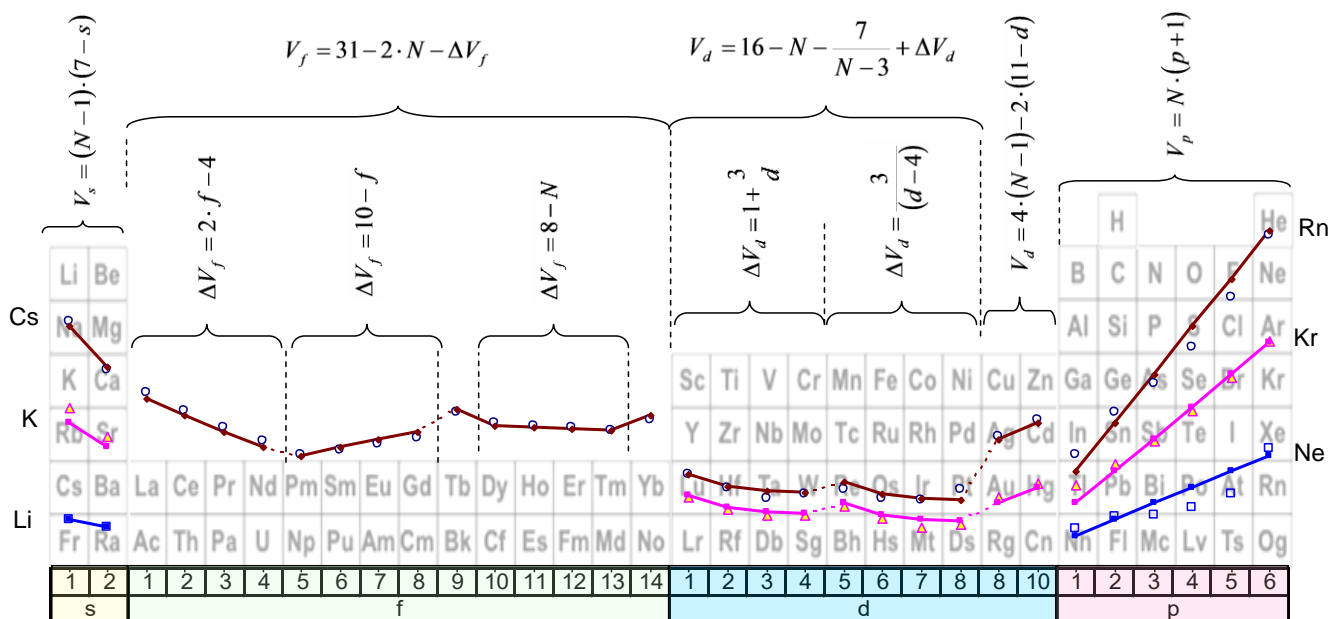 V_s = (N−1)·(7−s)
V_f = 31−2·N−ΔV_f
V_d = 16−N−7/(N−3)+ΔV_d
V_d = 4·(N−1)−2·(11−d)
V_p = N·(p+1)
ΔV_f = 2·f−4
ΔV_f = 10−f
ΔV_f = 8−N
ΔV_d = 1+3/d
ΔV_d = 3/(d−4)
H He Rn
Li Be B C N O F Ne
Cs Na Mg Al Si P S Cl Ar Kr
K Ca Sc Ti V Cr Mn Fe Co Ni Cu Zn Ga Ge As Se Br Kr
K Rb Sr Y Zr Nb Mo Tc Ru Rh Pd Ag Cd In Sn Sb Te I Xe Ne
Cs Ba La Ce Pr Nd Pm Sm Eu Gd Tb Dy Ho Er Tm Yb Lu Hf Ta W Re Os Ir Pt Au Hg Tl Pb Bi Po At Rn
Li Fr Ra Ac Th Pa U Np Pu Am Cm Bk Cf Es Fm Md No Lr Rf Db Sg Bh Hs Mt Ds Rg Cn Nh Fl Mc Lv Ts Og
1 2 1 2 3 4 5 6 7 8 9 10 11 12 13 14 1 2 3 4 5 6 7 8 8 10 1 2 3 4 5 6
s f d p